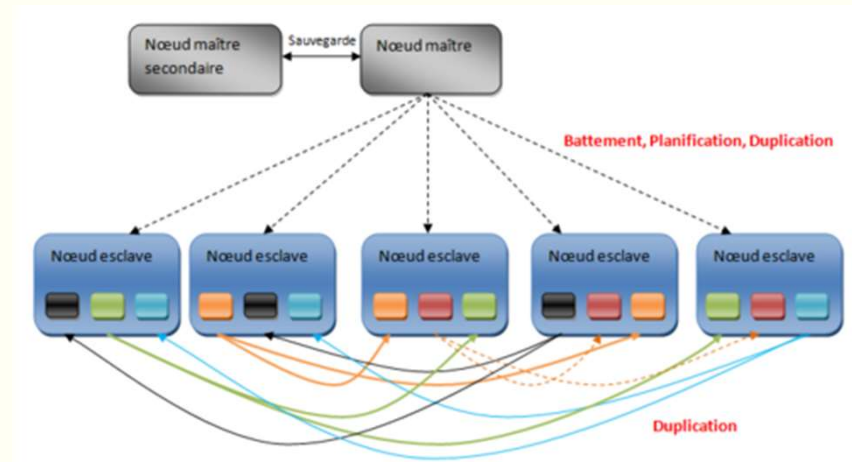 Nœud maître
secondaire
Sauvegarde
Nœud maître
Battement, Planification, Duplication
Nœud esclave
Nœud esclave
Nœud esclave
Nœud esclave
Nœud esclave
Duplication